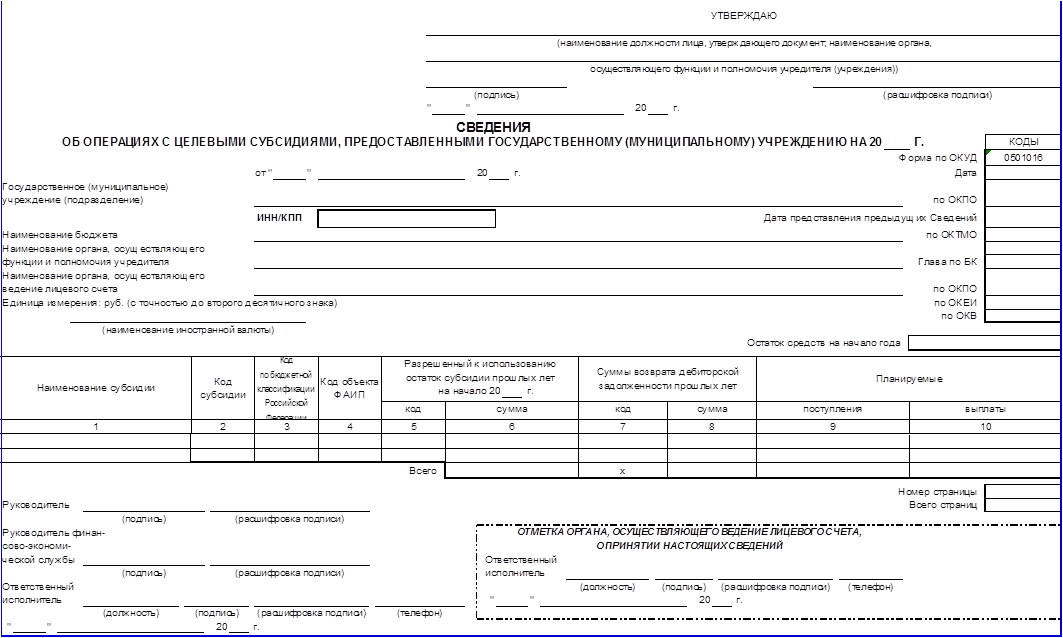 УТВЕРЖДАЮ
(наименование должности лица, утверждающего документ; наименование органа,
осуществляющего функции и полномочия учредителя (учреждения))
(подпись) (расшифровка подписи)
" " 20 г.
СВЕДЕНИЯ
ОБ ОПЕРАЦИЯХ С ЦЕЛЕВЫМИ СУБСИДИЯМИ, ПРЕДОСТАВЛЕННЫМИ ГОСУДАРСТВЕННОМУ (МУНИЦИПАЛЬНОМУ) УЧРЕЖДЕНИЮ НА 20 Г.
КОДЫ
Форма по ОКУД 0501016
от " " 20 г. Дата
Государственное (муниципальное)
учреждение (подразделение) по ОКПО
ИНН/КПП Дата представления предыдущих Сведений
Наименование бюджета по ОКТМО
Наименование органа, осуществляющего
функции и полномочия учредителя Глава по БК
Наименование органа, осуществляющего
ведение лицевого счета по ОКПО
Единица измерения: руб. (с точностью до второго десятичного знака) по ОКЕИ
по ОКВ
(наименование иностранной валюты)
Остаток средств на начало года
Наименование субсидии
Код
субсидии
Код
по бюджетной
классификации
Российской
Федерации
Код объекта
ФАИП
Разрешенный к использованию
остаток субсидии прошлых лет
на начало 20 г.
Суммы возврата дебиторской
задолженности прошлых лет
Планируемые
код сумма код сумма поступления выплаты
1 2 3 4 5 6 7 8 9 10
Всего х
Номер страницы
Всего страниц
Руководитель
(подпись) (расшифровка подписи)
Руководитель финан-
сово-экономи-
ческой службы
(подпись) (расшифровка подписи)
Ответственный
исполнитель
(должность) (подпись) (расшифровка подписи) (телефон)
" " 20 г.
ОТМЕТКА ОРГАНА, ОСУЩЕСТВЛЯЮЩЕГО ВЕДЕНИЕ ЛИЦЕВОГО СЧЕТА,
О ПРИНЯТИИ НАСТОЯЩИХ СВЕДЕНИЙ
Ответственный
исполнитель
(должность) (подпись) (расшифровка подписи) (телефон)
" " 20 г.